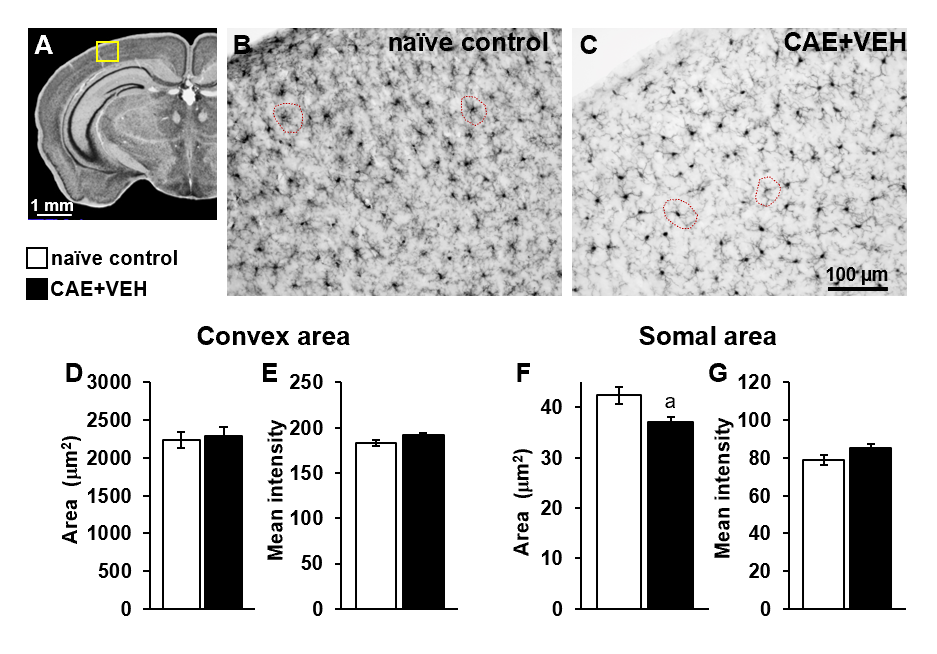 A
1 mm
B
naïve control
C
CAE+VEH
100 µm
naïve control
CAE+VEH
Convex area
Somal area
D
3000
2500
2000
1500
1000
500
0
Area (µm²)
E
250
200
150
100
50
0
Mean intensity
F
40
30
20
10
0
Area (µm²)
a
G
120
100
80
60
40
20
0
Mean intensity